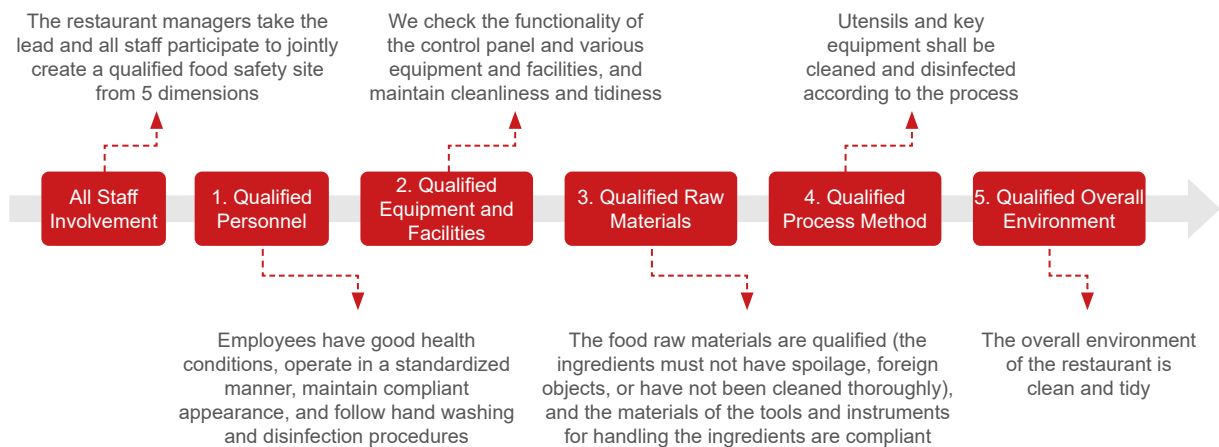 The restaurant managers take the
lead and all staff participate to jointly
create a qualified food safety site
from 5 dimensions
We check the functionality of
the control panel and various
equipment and facilities, and
maintain cleanliness and tidiness
Utensils and key
equipment shall be
cleaned and disinfected
according to the process
All Staff
Involvement
1. Qualified
Personnel
2. Qualified
Equipment and
Facilities
3. Qualified Raw
Materials
4. Qualified
Process Method
5. Qualified Overall
Environment
Employees have good health
conditions, operate in a standardized
manner, maintain compliant
appearance, and follow hand washing
and disinfection procedures
The food raw materials are qualified (the
ingredients must not have spoilage, foreign
objects, or have not been cleaned thoroughly),
and the materials of the tools and instruments
for handling the ingredients are compliant
The overall environment
of the restaurant is
clean and tidy